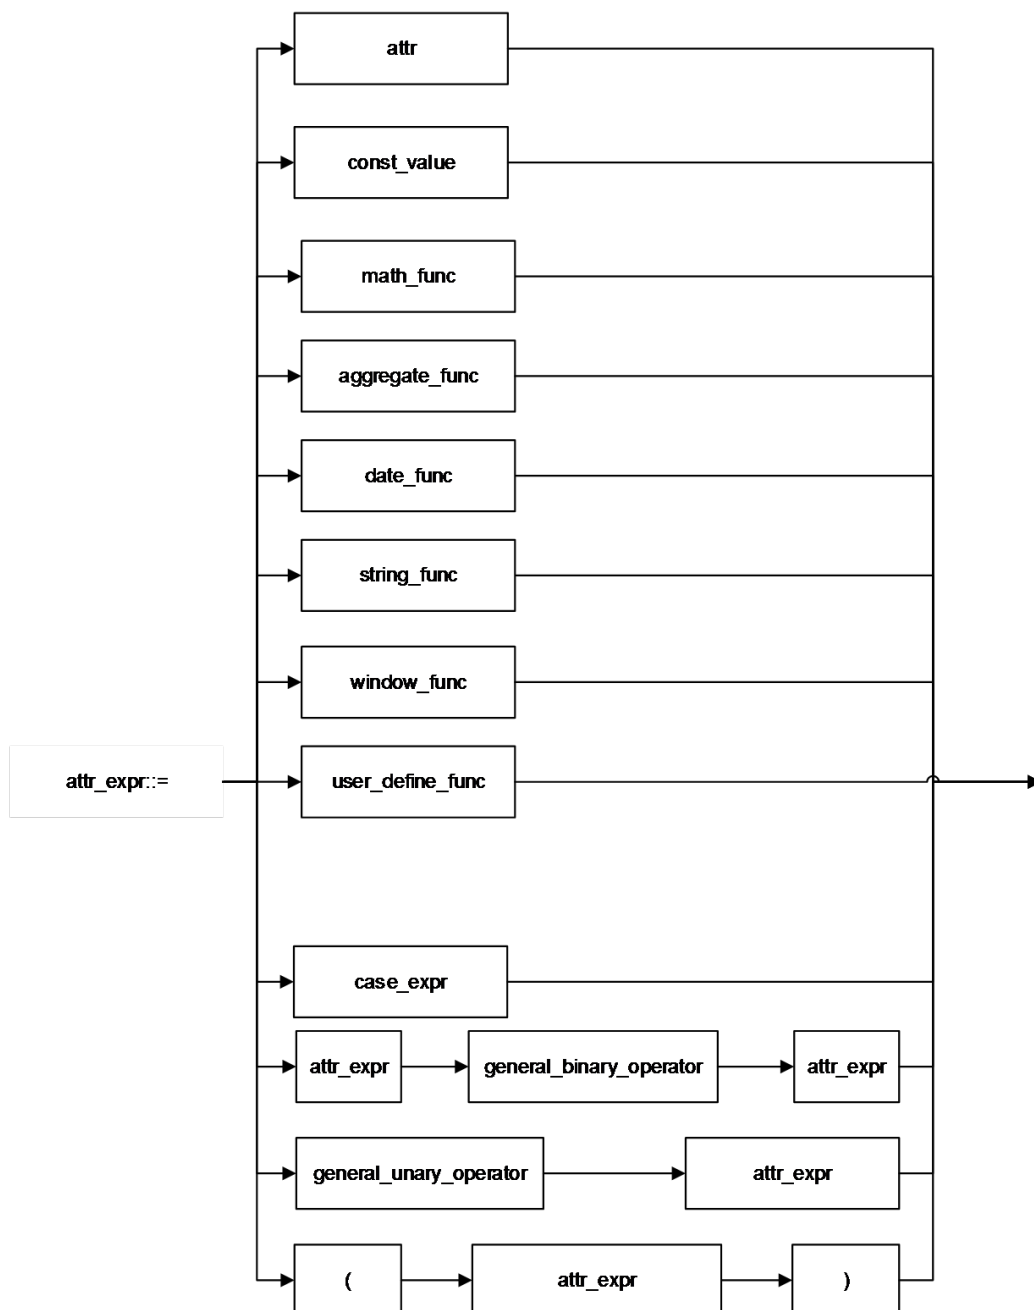 attr
const_value
math_func
aggregate_func
date_func
string_func
window_func
attr_expr::=
user_define_func
case_expr
attr_expr general_binary_operator attr_expr
general_unary_operator attr_expr
( attr_expr )